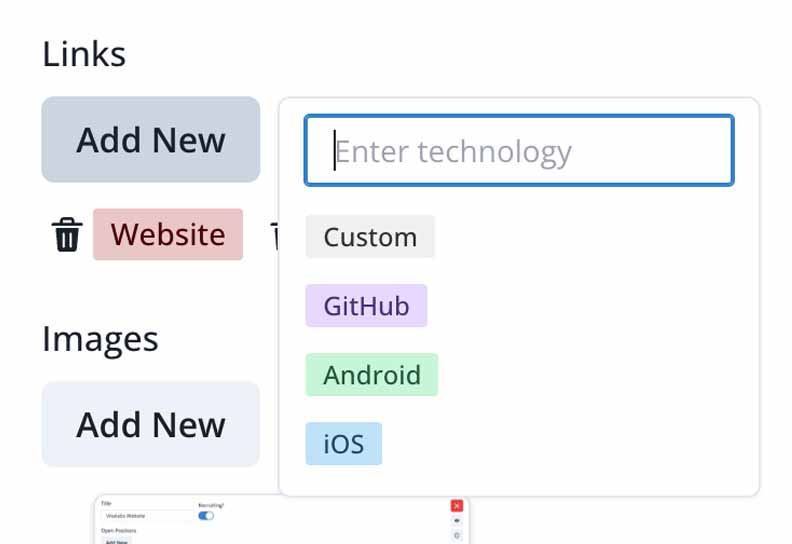 Links
Add New
Enter technology
Website
Custom
GitHub
Images
Android
Add New
iOS
Title
Recruiting?
Visalabs Website
Open Positions
Add New